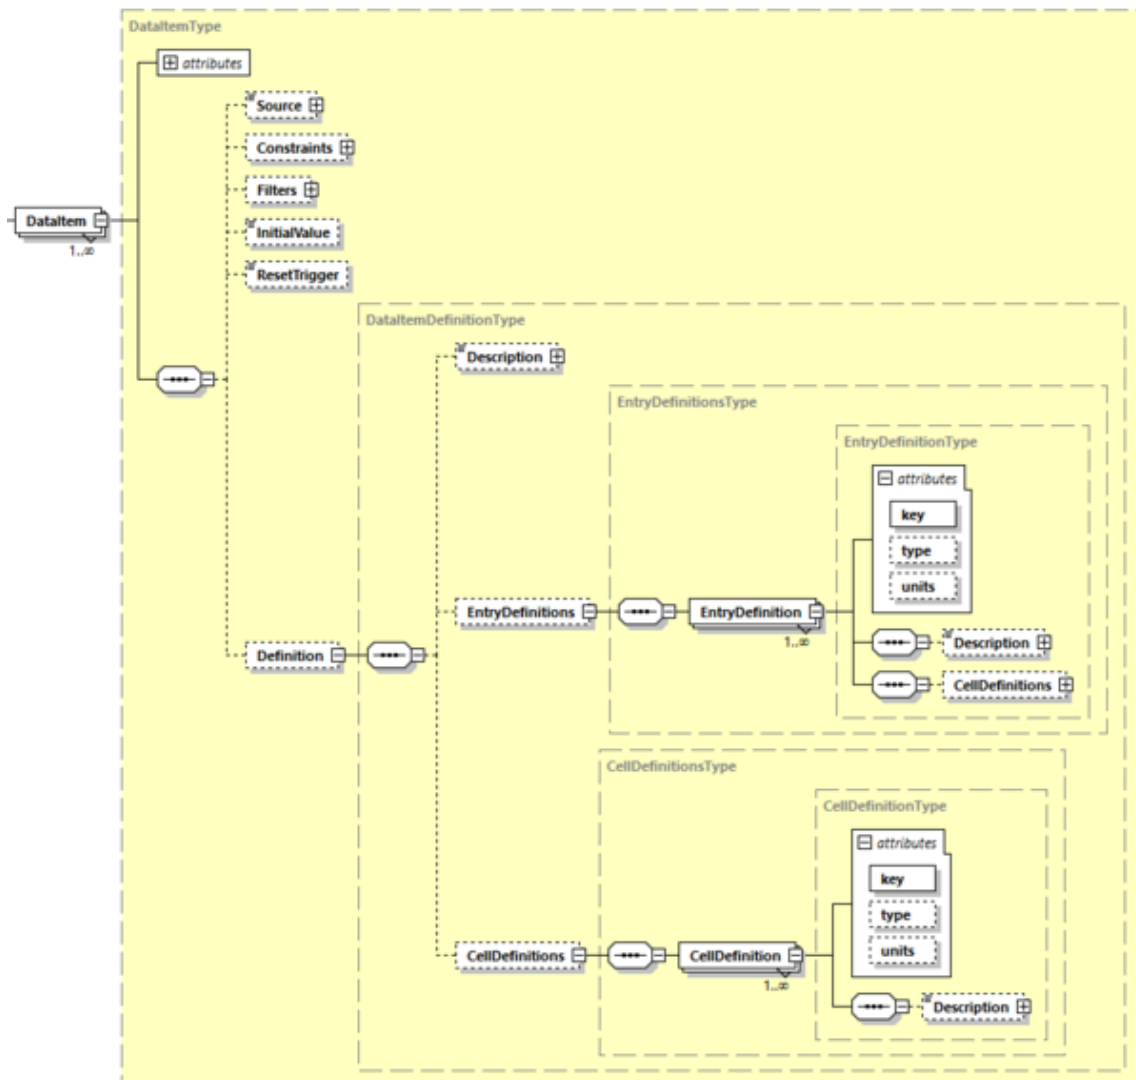 DataItemType
attributes
Source
Constraints
Filters
DataItem
InitialValue
1..∞
ResetTrigger
DataItemDefinitionType
Description
EntryDefinitionsType
EntryDefinitionType
attributes
key
type
units
EntryDefinitions
EntryDefinition
1..∞
Description
Definition
CellDefinitions
CellDefinitionsType
CellDefinitionType
attributes
key
type
units
CellDefinitions
CellDefinition
1..∞
Description